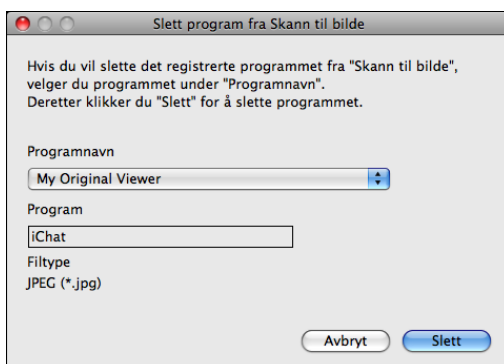 Slett program fra Skann til bilde
Hvis du vil slette det registrerte programmet fra "Skann til bilde",
velger du programmet under "Programnavn".
Deretter klikker du "Slett" for å slette programmet.
Programnavn
My Original Viewer
Program
iChat
Filtype
JPEG (*.jpg)
Avbryt Slett